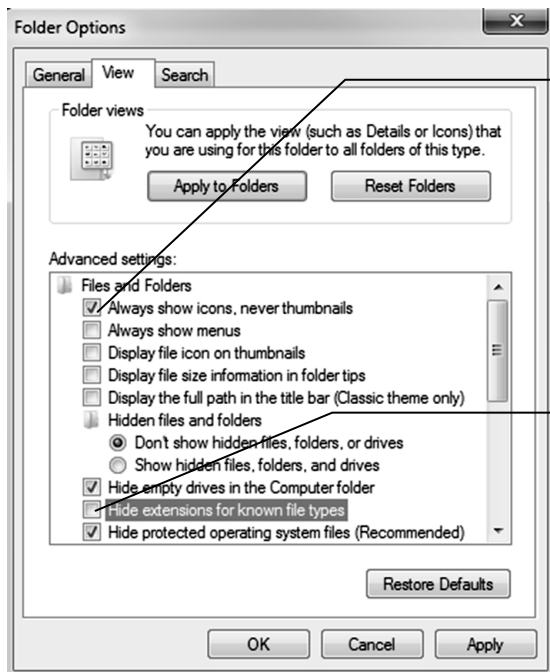 Folder Options
General View Search
Folder views
You can apply the view (such as Details or Icons) that
you are using for this folder to all folders of this type.
Apply to Folders Reset Folders
Advanced settings:
Files and Folders
Always show icons, never thumbnails
Always show menus
Display file icon on thumbnails
Display file size information in folder tips
Display the full path in the title bar (Classic theme only)
Hidden files and folders
Don't show hidden files, folders, or drives
Show hidden files, folders, and drives
Hide empty drives in the Computer folder
Hide extensions for known file types
Hide protected operating system files (Recommended)
Restore Defaults
OK Cancel Apply